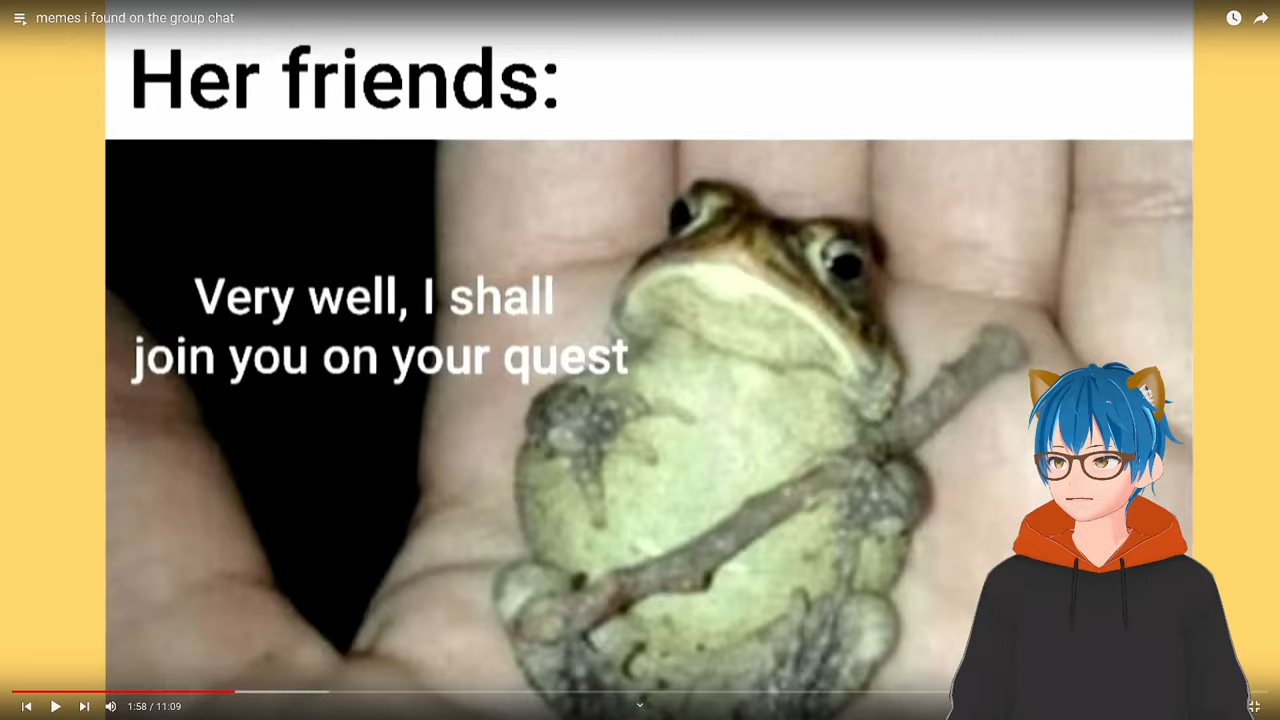 memes i found on the group chat
Her friends:
Very well, I shall
join you on your quest
1:58 / 11:09